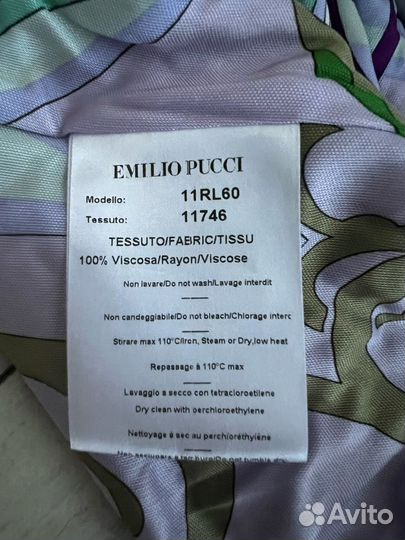 EMILIO PUCCI
Modello: 11RL60
Tessuto: 11746
TESSUTO/FABRIC/TISSU
100% Viscosa/Rayon/Viscose
Non lavare/Do not wash/Lavage interdit
Non candeggiabile/Do not bleach/Chlorage interc
Stirare max 110°C/Iron, Steam or Dry, low heat
Repassage à 110°C max
Lavaggio a secco con tetracloroetilene
Dry clean with perchloroethylene
Nettoyage à sec au perchloréthylène
Avito